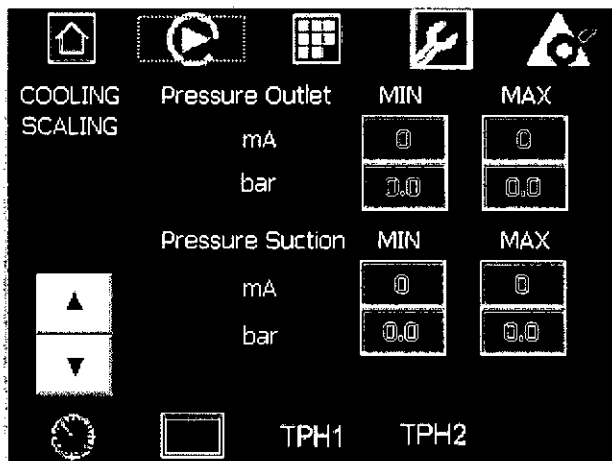 COOLING SCALING
Pressure Outlet MIN MAX
mA 0 0
bar 0.0 0.0
Pressure Suction MIN MAX
mA 0 0
bar 0.0 0.0
TPH1 TPH2